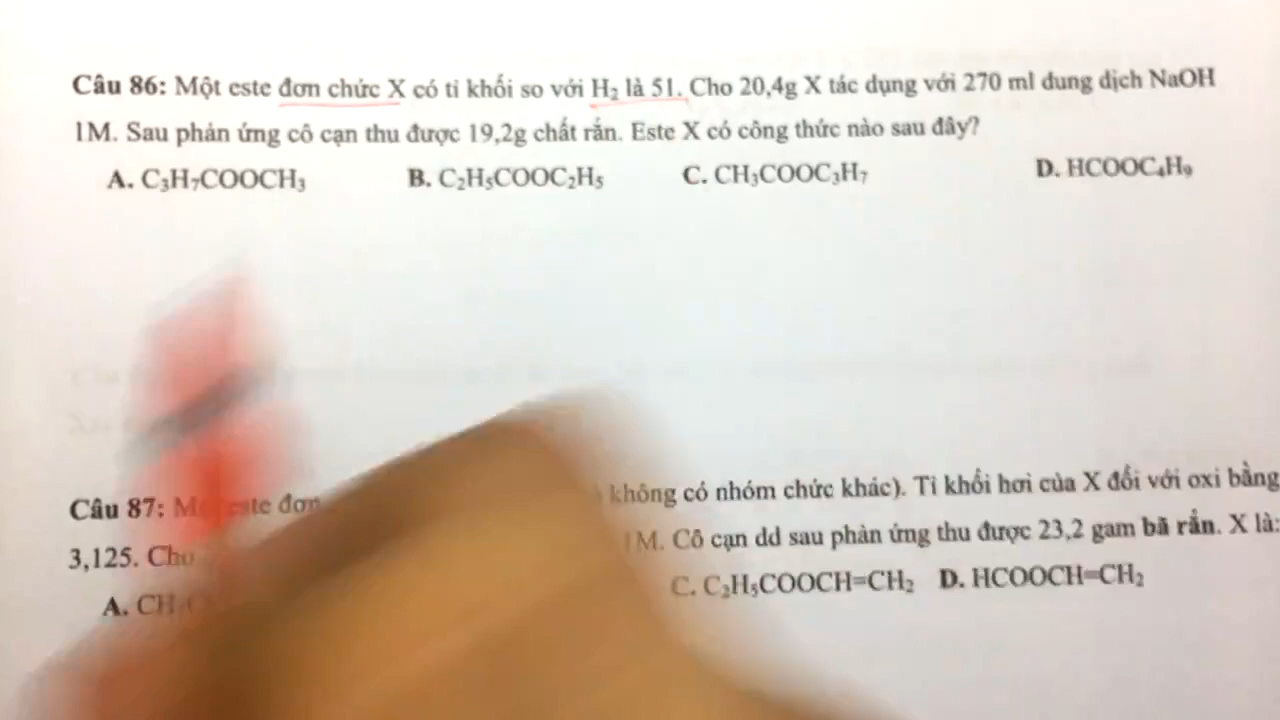 Câu 86: Một este đơn chức X có tỉ khối so với H₂ là 51. Cho 20,4g X tác dụng với 270 ml dung dịch NaOH
1M. Sau phản ứng cô cạn thu được 19,2g chất rắn. Este X có công thức nào sau đây?
A. C₃H₇COOCH₃ B. C₂H₅COOC₂H₅ C. CH₃COOC₃H₇ D. HCOOC₄H₉
Câu 87: este đơn không có nhóm chức khác). Tỉ khối hơi của X đối với oxi bằng
3,125. Cho 1M. Cô cạn dd sau phản ứng thu được 23,2 gam bã rắn. X là:
A. C. C₂H₅COOCH=CH₂ D. HCOOCH=CH₂